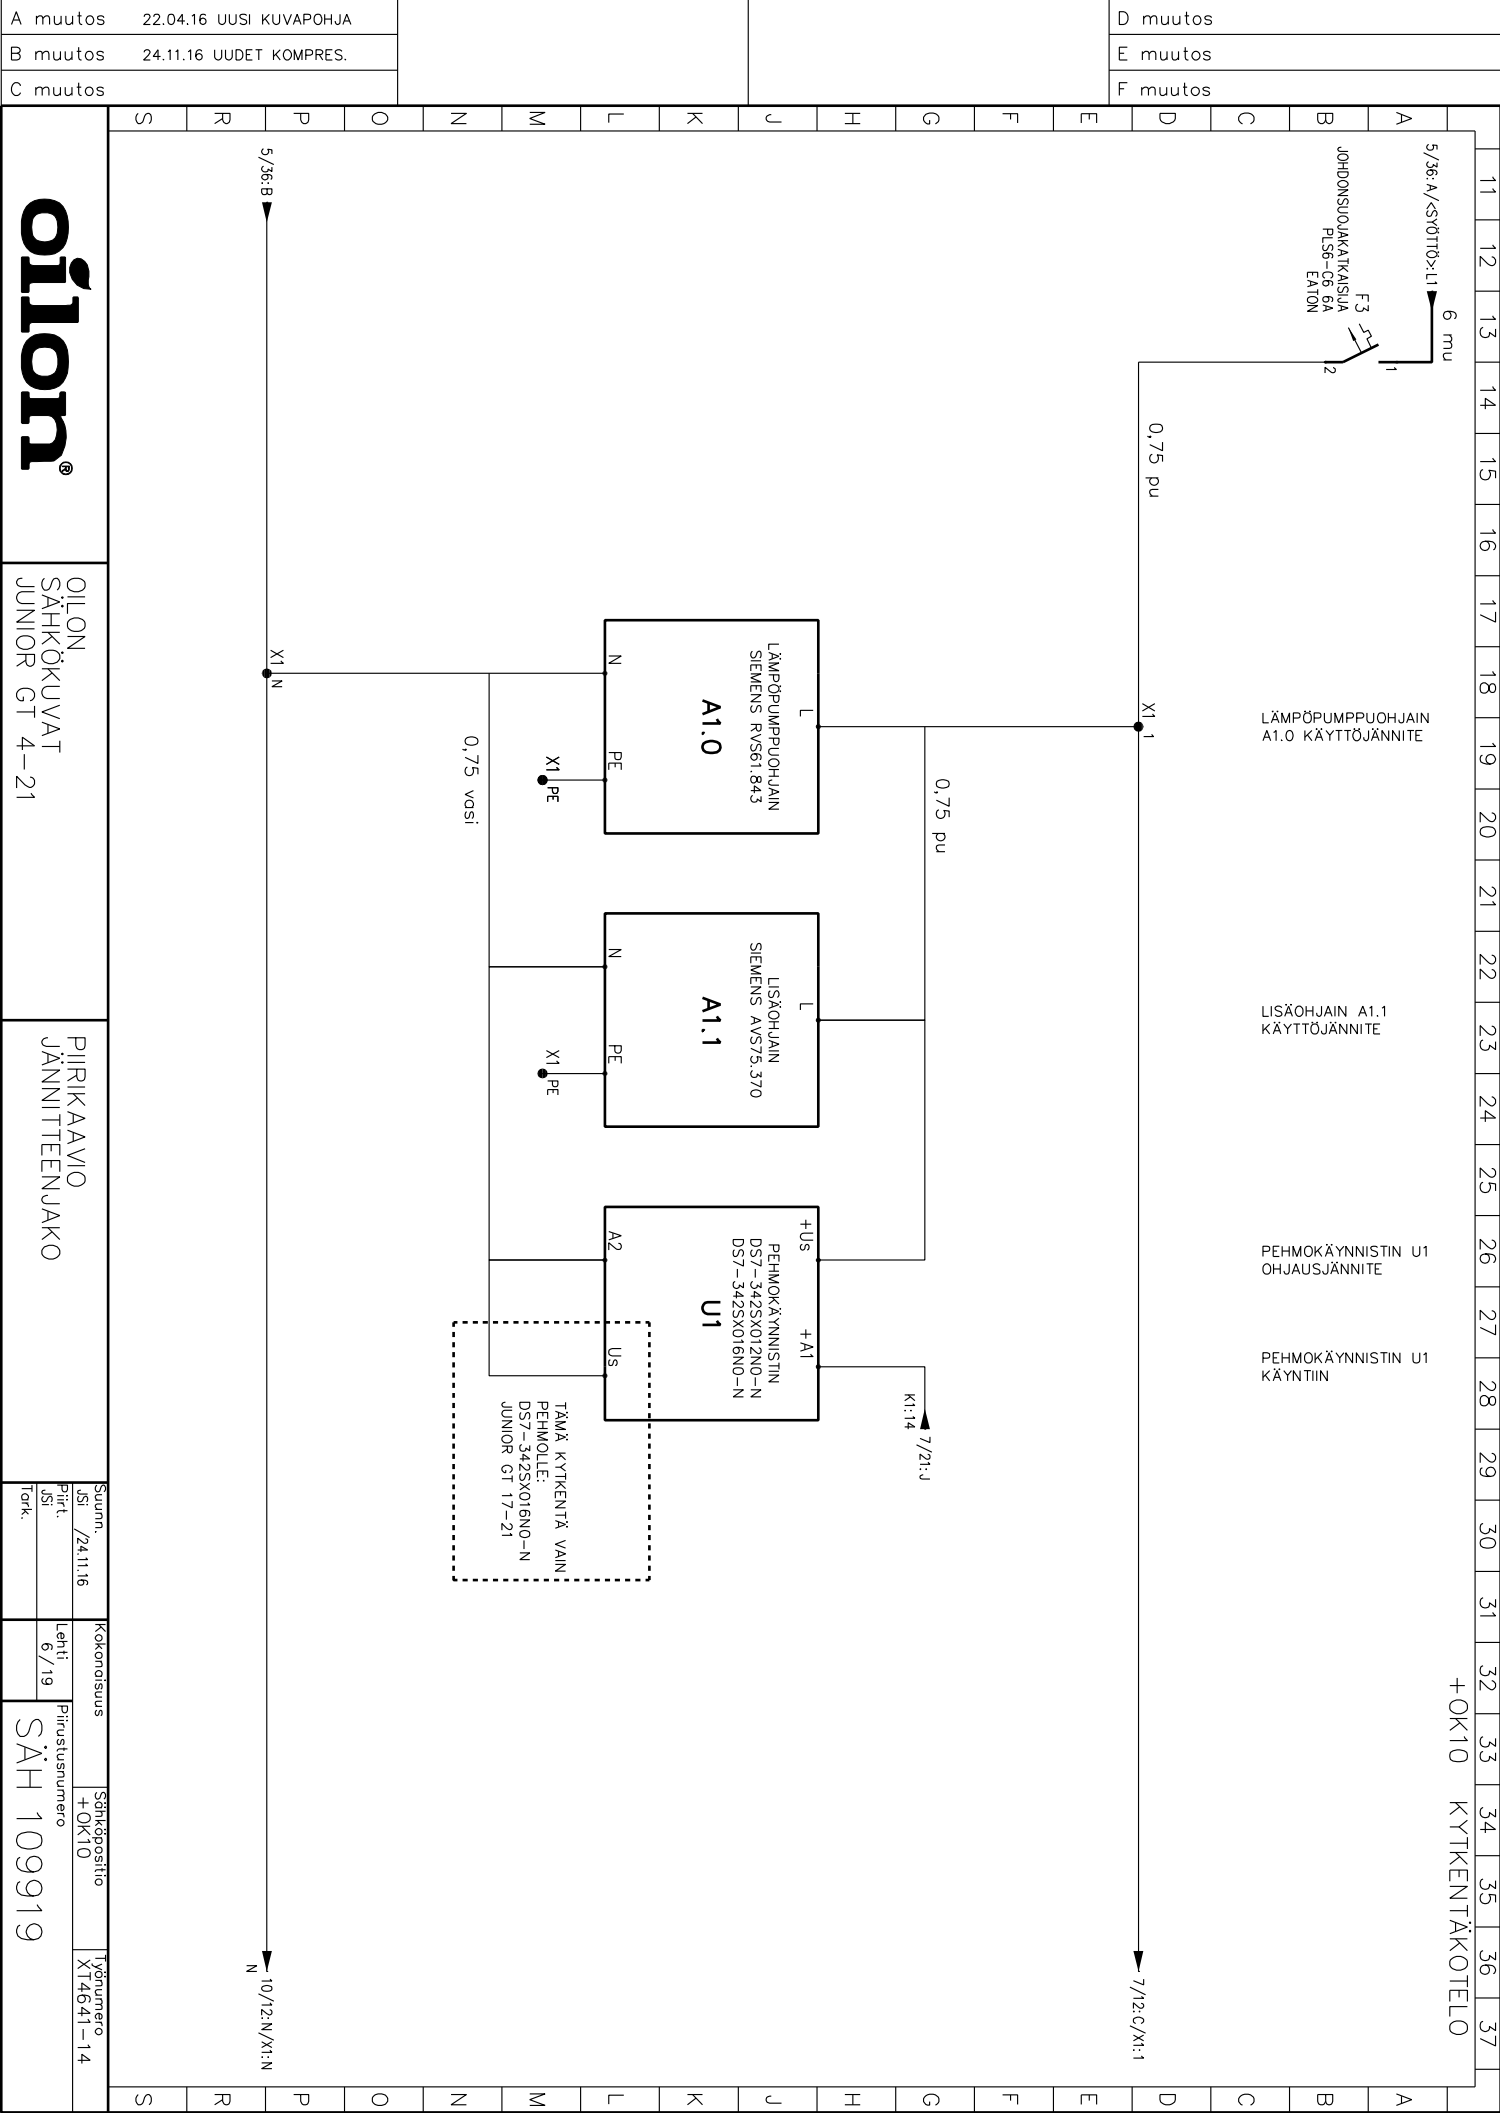 A muutos 22.04.16 UUSI KUVAPOHJA
B muutos 24.11.16 UUDET KOMPRES.
C muutos
D muutos
E muutos
F muutos
11 12 13 14 15 16 17 18 19 20 21 22 23 24 25 26 27 28 29 30 31 32 33 34 35 36 37
A B C D E F G H J K L M N O P R S
A B C D E F G H J K L M N O P R S
+OK10 KYTKENTÄKOTELO
5/36:A/<SYÖTTÖ>:L1
6 mu
F3
JOHDONSUOJAKATKAISIJA
PLS6-C6 6A
EATON
1
2
LÄMPÖPUMPPUOHJAIN
A1.0 KÄYTTÖJÄNNITE
LISÄOHJAIN A1.1
KÄYTTÖJÄNNITE
PEHMOKÄYNNISTIN U1
OHJAUSJÄNNITE
PEHMOKÄYNNISTIN U1
KÄYNTIIN
0,75 pu
X1
1
7/12:C/X1:1
0,75 pu
K1:14
7/21:J
L
LÄMPÖPUMPPUOHJAIN
SIEMENS RVS61.843
A1.0
N
PE
X1
PE
L
LISÄOHJAIN
SIEMENS AVS75.370
A1.1
N
PE
X1
PE
+Us
+A1
PEHMOKÄYNNISTIN
DS7-342SX012N0-N
DS7-342SX016N0-N
U1
A2
Us
TÄMÄ KYTKENTÄ VAIN
PEHMOLLE:
DS7-342SX016N0-N
JUNIOR GT 17-21
0,75 vasi
5/36:B
X1
N
10/12:N/X1:N
N
oilon®
OILON
SÄHKÖKUVAT
JUNIOR GT 4-21
PIIRIKAAVIO
JÄNNITTEENJAKO
Suunn.
JSi /24.11.16
Piirt.
JSi
Tark.
Kokonaisuus
Lehti
6/19
Sähköpositio
+OK10
Työnumero
XT4641-14
Piirustusnumero
SÄH 109919